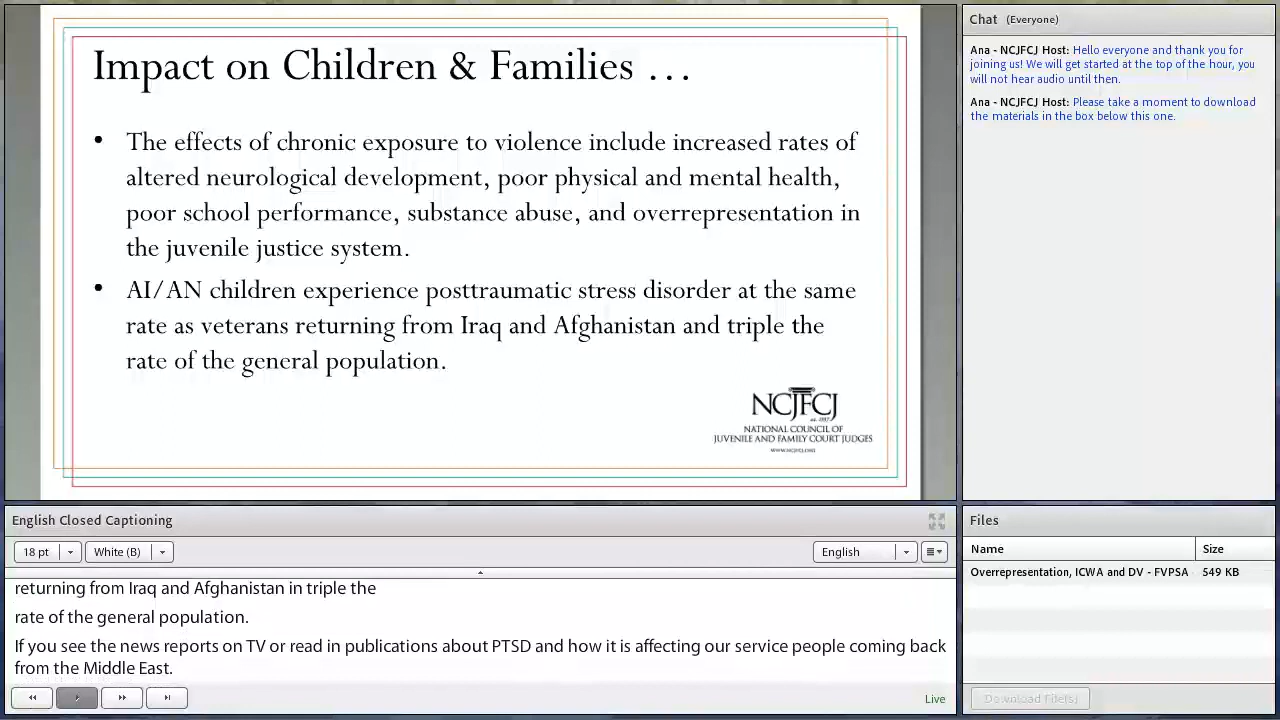 Impact on Children & Families ...
• The effects of chronic exposure to violence include increased rates of
altered neurological development, poor physical and mental health,
poor school performance, substance abuse, and overrepresentation in
the juvenile justice system.
• AI/AN children experience posttraumatic stress disorder at the same
rate as veterans returning from Iraq and Afghanistan and triple the
rate of the general population.
NCJFCJ
est. 1937
NATIONAL COUNCIL OF
JUVENILE AND FAMILY COURT JUDGES
WWW.NCJFCJ.ORG
Chat (Everyone)
Ana - NCJFCJ Host: Hello everyone and thank you for
joining us! We will get started at the top of the hour, you
will not hear audio until then.
Ana - NCJFCJ Host: Please take a moment to download
the materials in the box below this one.
English Closed Captioning
18 pt White (B) English
returning from Iraq and Afghanistan in triple the
rate of the general population.
If you see the news reports on TV or read in publications about PTSD and how it is affecting our service people coming back
from the Middle East.
Live
Files
Name Size
Overrepresentation, ICWA and DV - FVPSA 549 KB
Download File(s)